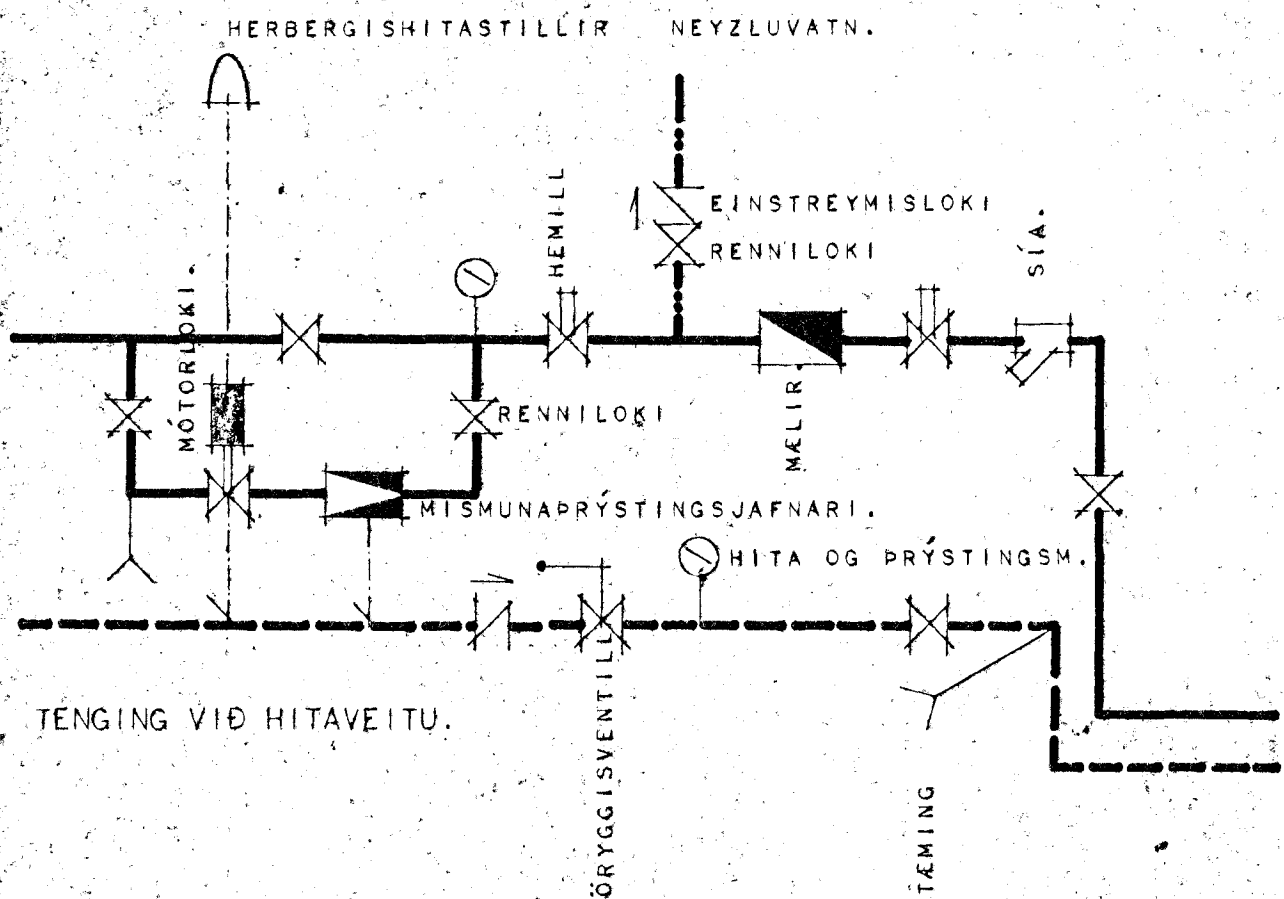 HERBERGISHITASTILLIR
NEYZLUVATN.
EINSTREYMISLOKI
RENNILOKI
HEMILL
SÍA.
MÓTORLOKI.
RENNILOKI
MÆLIR.
MISMUNAÞRÝSTINGSJAFNARI.
HITA OG ÞRÝSTINGSM.
ÖRYGGISVENTILL
TÆMING
TENGING VIÐ HITAVEITU.